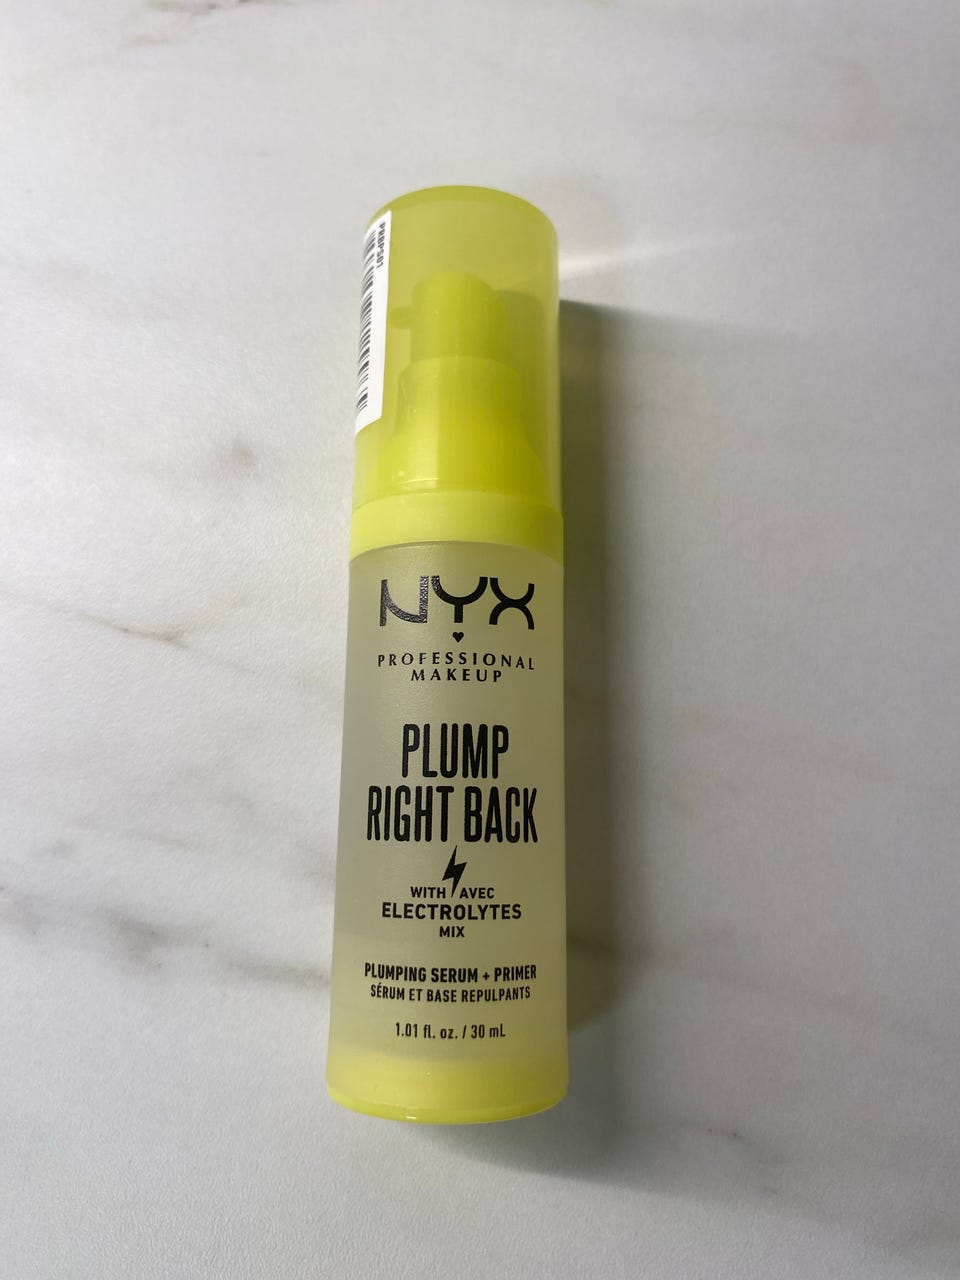 PRBPS01
NYX
PROFESSIONAL
MAKEUP
PLUMP
RIGHT BACK
WITH AVEC
ELECTROLYTES
MIX
PLUMPING SERUM + PRIMER
SÉRUM ET BASE REPULPANTS
1.01 fl. oz. / 30 mL